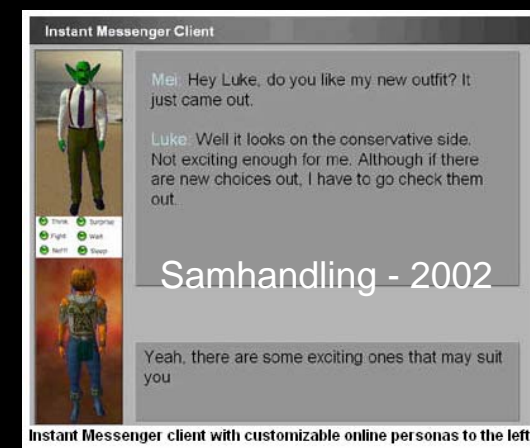 Instant Messenger Client
Mei: Hey Luke, do you like my new outfit? It
just came out.
Luke: Well it looks on the conservative side.
Not exciting enough for me. Although if there
are new choices out, I have to go check them
out.
Think Surprise
Fight Wait
Nod!! Sleep
Samhandling - 2002
Yeah, there are some exciting ones that may suit
you
Instant Messenger client with customizable online personas to the left